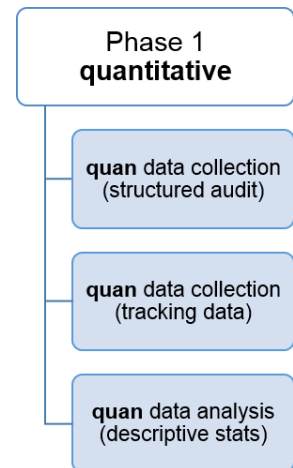 Phase 1
quantitative
quan data collection
(structured audit)
quan data collection
(tracking data)
quan data analysis
(descriptive stats)